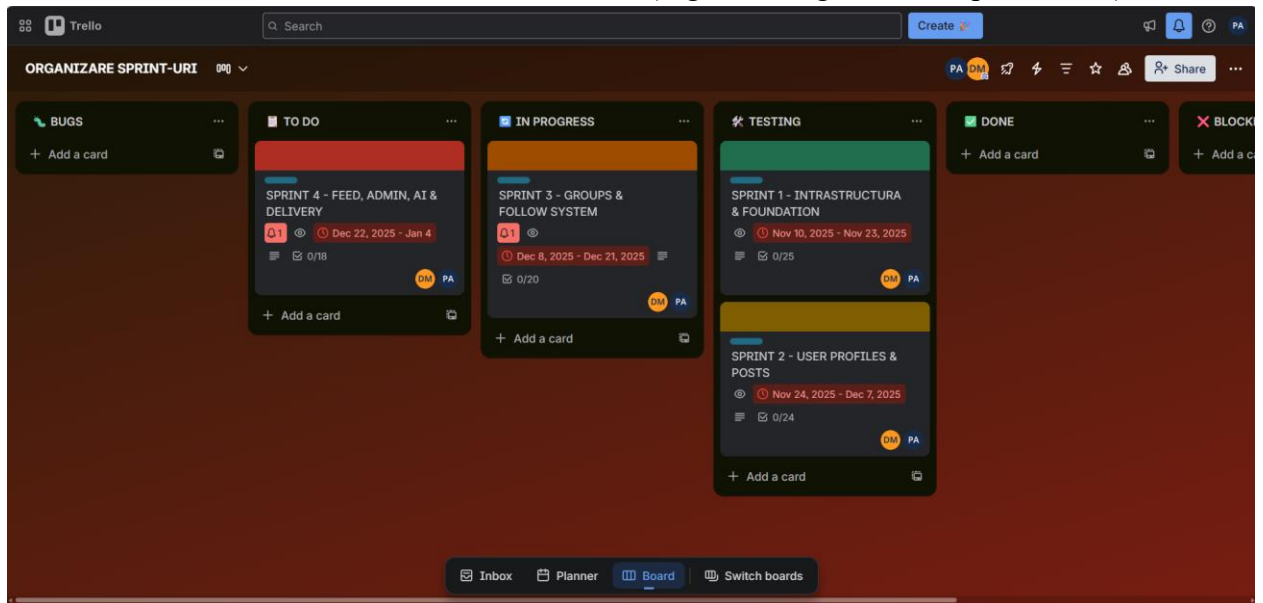 Trello
Search
Create
PA
ORGANIZARE SPRINT-URI
PA DM
Share
BUGS
Add a card
TO DO
SPRINT 4 - FEED, ADMIN, AI &
DELIVERY
1 Dec 22, 2025 - Jan 4
0/18
DM PA
Add a card
IN PROGRESS
SPRINT 3 - GROUPS &
FOLLOW SYSTEM
1
Dec 8, 2025 - Dec 21, 2025
0/20
DM PA
Add a card
TESTING
SPRINT 1 - INTRASTRUCTURA
& FOUNDATION
Nov 10, 2025 - Nov 23, 2025
0/25
DM PA
SPRINT 2 - USER PROFILES &
POSTS
Nov 24, 2025 - Dec 7, 2025
0/24
DM PA
Add a card
DONE
Add a card
BLOCK
Add a c
Inbox
Planner
Board
Switch boards